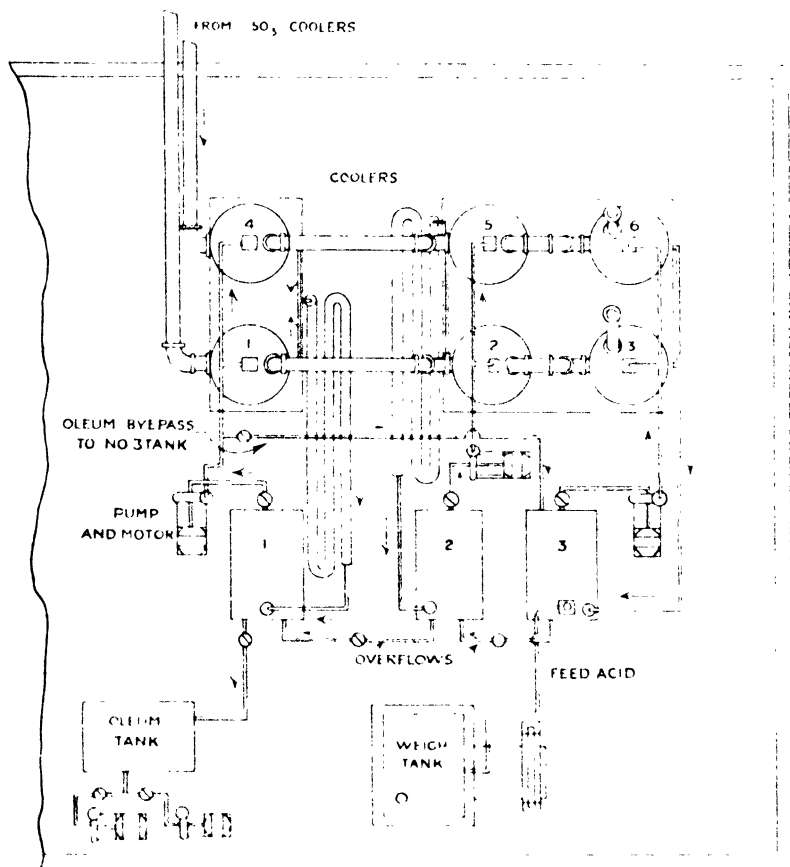 FROM SO3 COOLERS
COOLERS
4
5
6
1
2
3
OLEUM BYEPASS
TO NO 3 TANK
PUMP
AND MOTOR
1
2
3
OVERFLOWS
FEED ACID
OLEUM
TANK
WEIGH
TANK